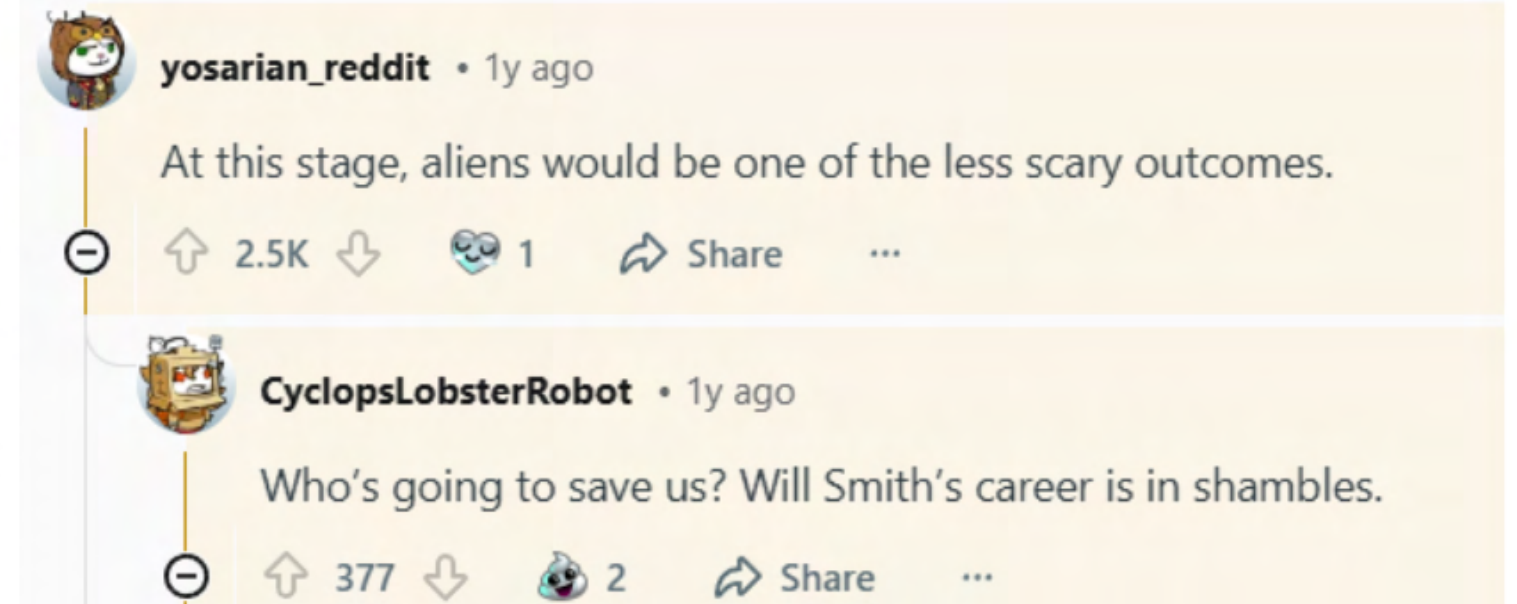 yosarian_reddit • 1y ago
At this stage, aliens would be one of the less scary outcomes.
2.5K 1 Share ...
CyclopsLobsterRobot • 1y ago
Who's going to save us? Will Smith's career is in shambles.
377 2 Share ...